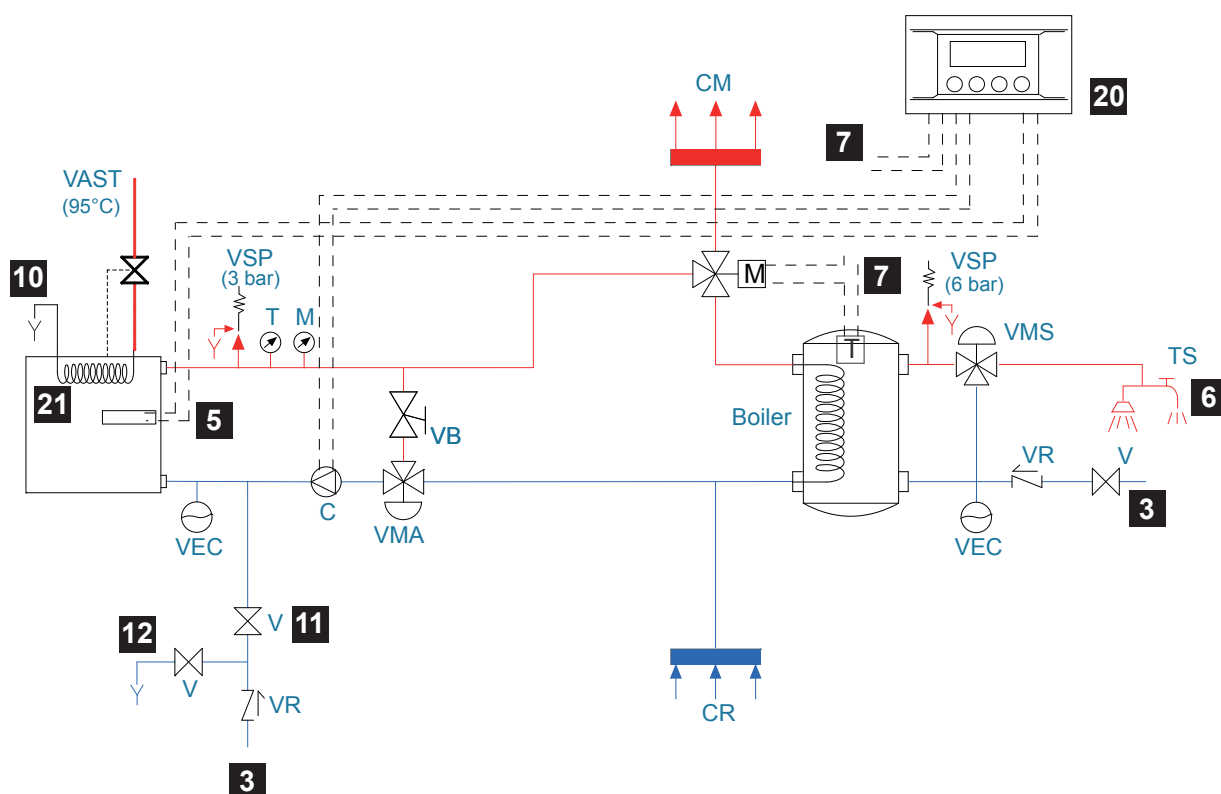 CM
20
7
VAST
(95°C)
10
VSP
(3 bar)
T
M
M
7
VSP
(6 bar)
VMS
TS
T
21
5
6
Boiler
VB
VR
V
3
C
VEC
VMA
VEC
V
11
12
V
VR
CR
3